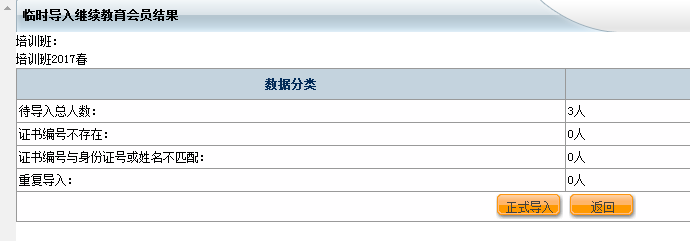 临时导入继续教育会员结果
培训班：
培训班2017春
数据分类
待导入总人数： 3人
证书编号不存在： 0人
证书编号与身份证号或姓名不匹配： 0人
重复导入： 0人
正式导入 返回